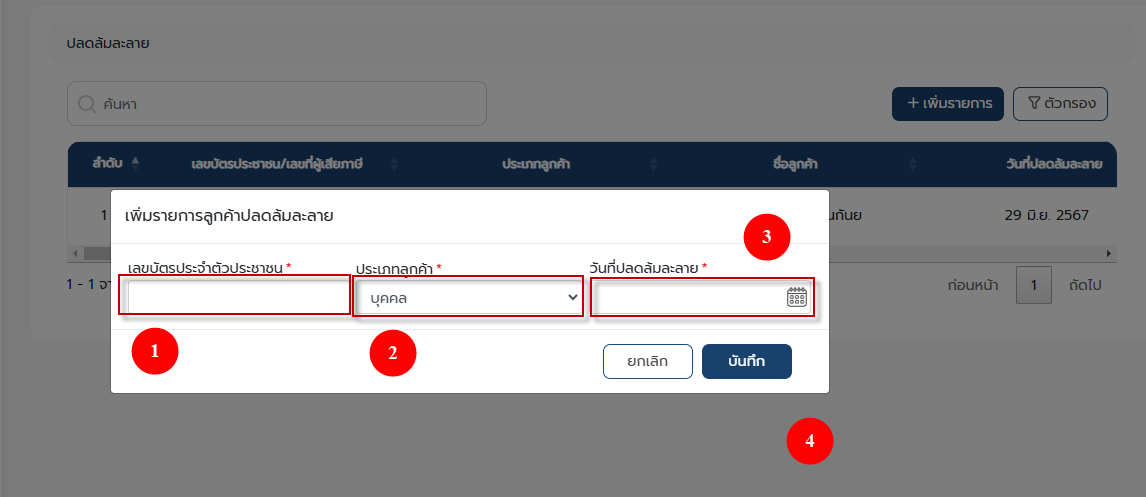 ปลดล้มละลาย
ค้นหา
+ เพิ่มรายการ ตัวกรอง
ลำดับ เลขบัตรประชาชน/เลขที่ผู้เสียภาษี ประเภทลูกค้า ชื่อลูกค้า วันที่ปลดล้มละลาย
1 29 มิ.ย. 2567
เพิ่มรายการลูกค้าปลดล้มละลาย
3
เลขบัตรประจำตัวประชาชน * ประเภทลูกค้า * วันที่ปลดล้มละลาย *
1 - 1 ก่อนหน้า 1 ถัดไป
บุคคล
1 2
ยกเลิก บันทึก
4